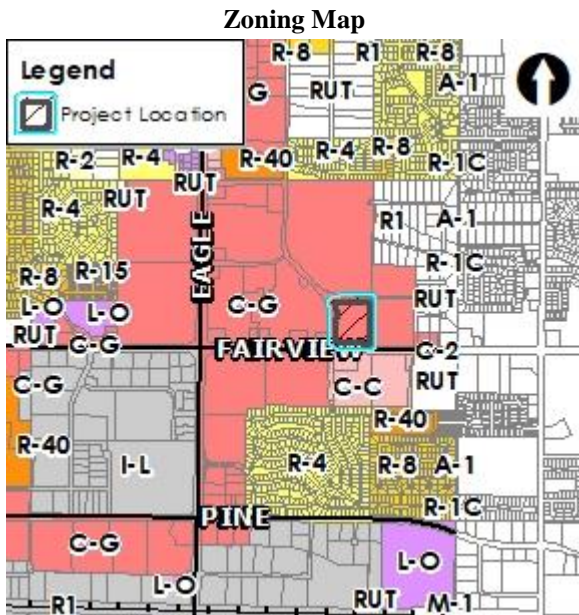 Zoning Map
Legend
Project Location
R-8 R1 R-8
G RUT A-1
R-2 R-4 R-40 R-4 R-8 R-1C
RUT RUT
R-4 R1 A-1
EAGLE
R-8 R-15 R-1C
L-O L-O C-G RUT
RUT C-G FAIRVIEW C-2
C-G C-C RUT
R-40 R-40
I-L R-4 R-8 A-1
R-1C
PINE
C-G L-O
L-O RUT M-1
R1